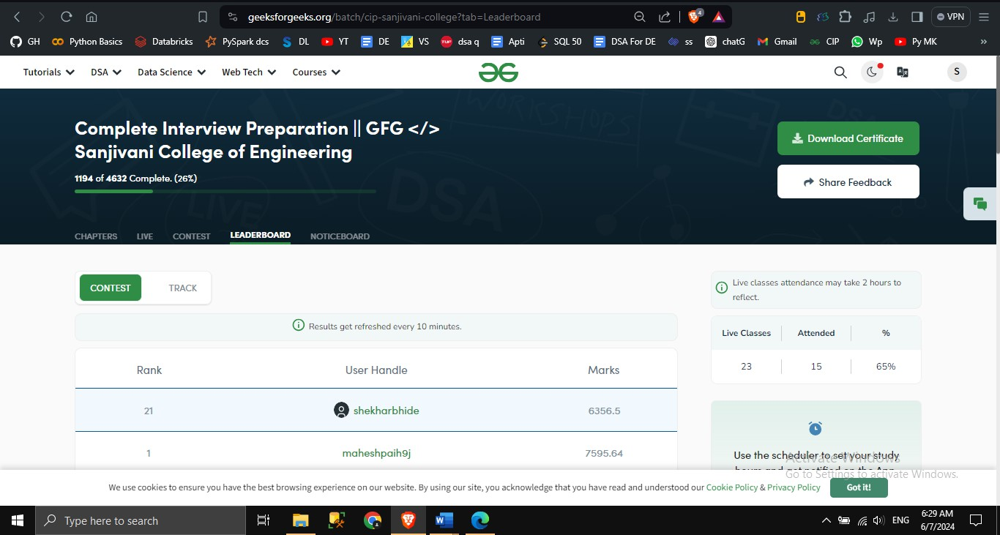 geeksforgeeks.org/batch/cip-sanjivani-college?tab=Leaderboard
4
VPN
GH
Python Basics
Databricks
PySpark dcs
DL
YT
DE
VS
dsa q
Apti
SQL 50
DSA For DE
ss
chatG
Gmail
CIP
Wp
Py MK
»
Tutorials
DSA
Data Science
Web Tech
Courses
S
Complete Interview Preparation || GFG </>
Sanjivani College of Engineering
1194 of 4632 Complete. (26%)
Download Certificate
Share Feedback
WORKSHOPS
DSA
LIVE
DSA
CHAPTERS
LIVE
CONTEST
LEADERBOARD
NOTICEBOARD
CONTEST
TRACK
Results get refreshed every 10 minutes.
Rank User Handle Marks
21 shekharbhide 6356.5
1 maheshpaih9j 7595.64
Live classes attendance may take 2 hours to
reflect.
Live Classes Attended %
23 15 65%
Use the scheduler to set your study
hours and get notified on the App
Activate Windows
Go to Settings to activate Windows.
We use cookies to ensure you have the best browsing experience on our website. By using our site, you acknowledge that you have read and understood our Cookie Policy & Privacy Policy
Got it!
Type here to search
ENG
6:29 AM
6/7/2024